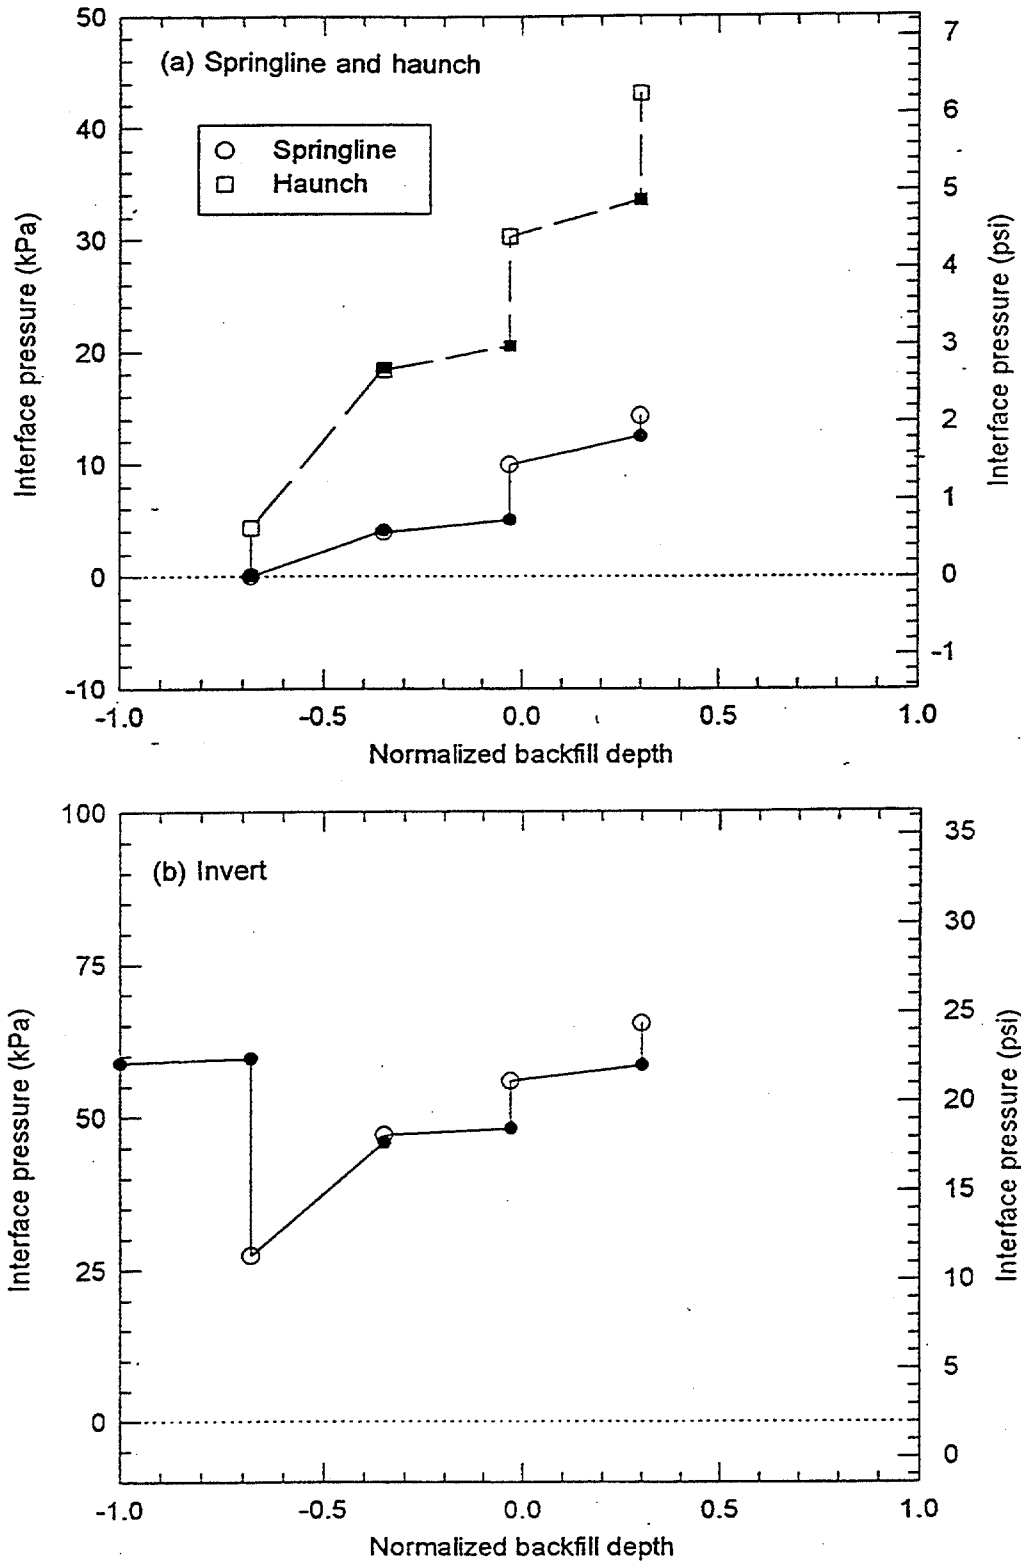 50
40
30
20
10
0
-10
Interface pressure (kPa)
(a) Springline and haunch
Springline
Haunch
7
6
5
4
3
2
1
0
-1
Interface pressure (psi)
-1.0 -0.5 0.0 0.5 1.0
Normalized backfill depth
100
75
50
25
0
Interface pressure (kPa)
(b) Invert
35
30
25
20
15
10
5
0
Interface pressure (psi)
-1.0 -0.5 0.0 0.5 1.0
Normalized backfill depth